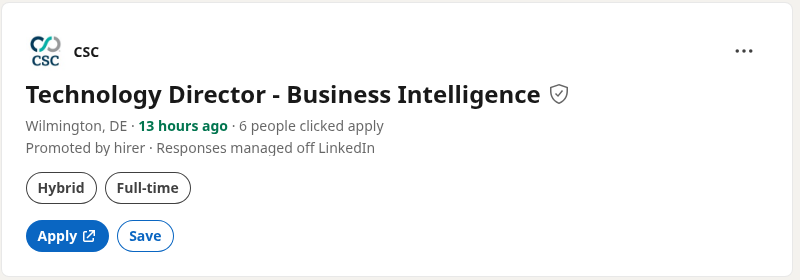 CSC
CSC
Technology Director - Business Intelligence
Wilmington, DE · 13 hours ago · 6 people clicked apply
Promoted by hirer · Responses managed off LinkedIn
Hybrid
Full-time
Apply
Save